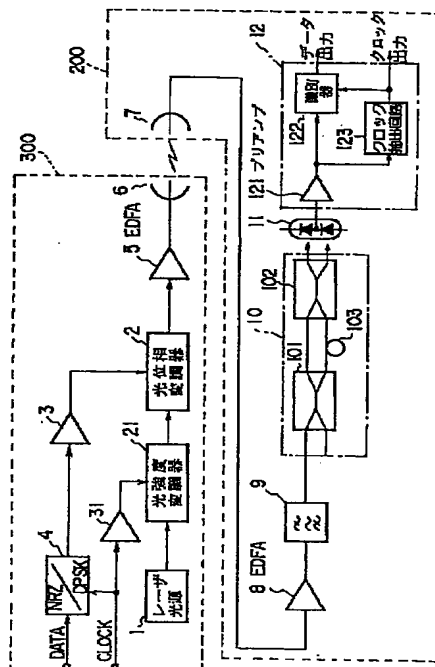 300
DATA
CLOCK
4
NRZ
DPSK
3
31
1
レーザ
光源
21
光強度
変調器
2
光位相
変調器
5 EDFA
6
7
200
8 EDFA
9
10
101
102
103
11
12
121 プリアンプ
122
識別
器
123
クロック
抽出回路
データ
出力
クロック
出力